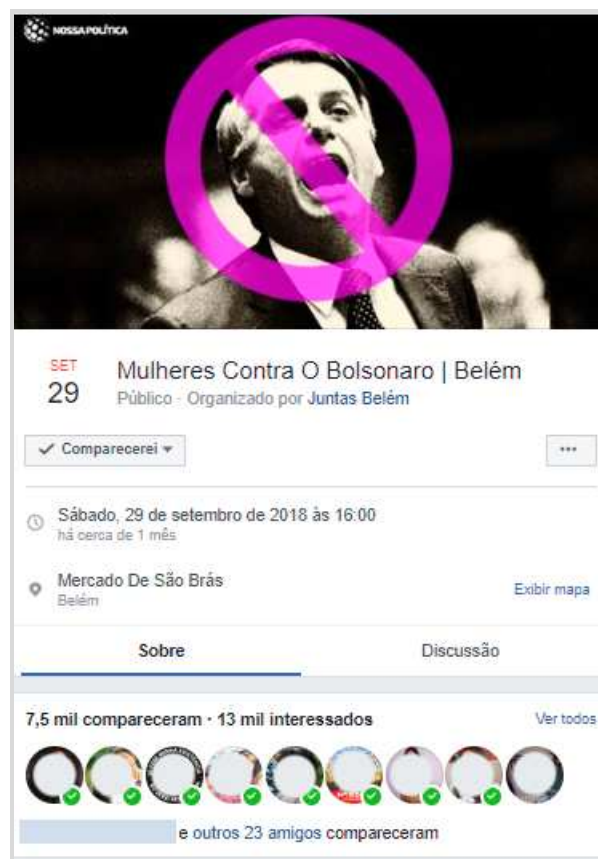 NOSSA POLÍTICA
SET
29
Mulheres Contra O Bolsonaro | Belém
Público · Organizado por Juntas Belém
Comparecerei
Sábado, 29 de setembro de 2018 às 16:00
há cerca de 1 mês
Mercado De São Brás
Belém
Exibir mapa
Sobre
Discussão
7,5 mil compareceram · 13 mil interessados
Ver todos
e outros 23 amigos compareceram